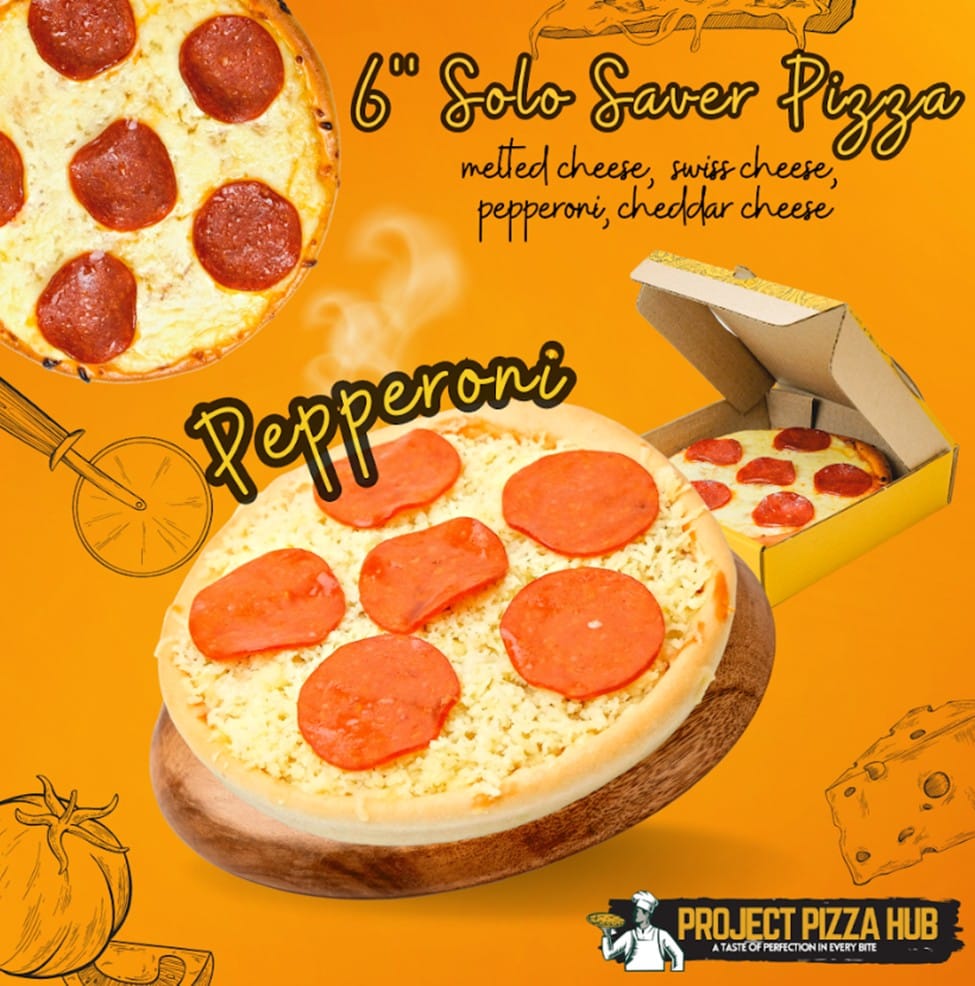 6" Solo Saver Pizza
melted cheese, swiss cheese,
pepperoni, cheddar cheese
Pepperoni
PROJECT PIZZA HUB
A TASTE OF PERFECTION IN EVERY BITE